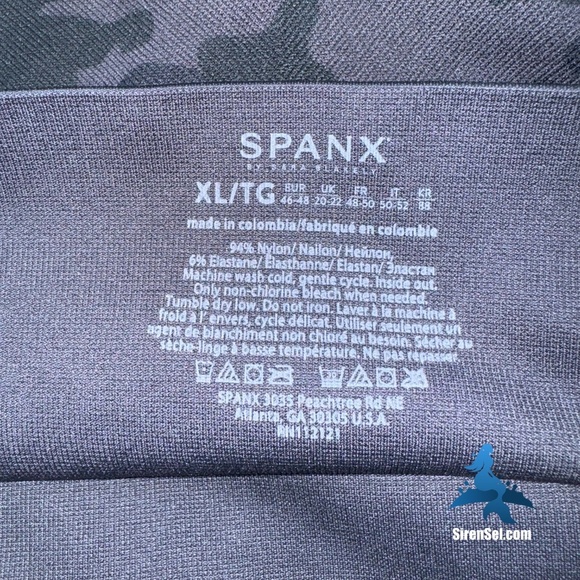 SPANX®
BY SARA BLAKELY
XL/TG EUR 46-48 UK 20-22 FR 48-50 IT 50-52 KR 88
made in colombia/fabriqué en colombie
94% Nylon/ Nailon/ Нейлон,
6% Elastane/ Élasthanne/ Elastan/ Эластан
Machine wash cold, gentle cycle. Inside out.
Only non-chlorine bleach when needed.
Tumble dry low. Do not iron. Laver à la machine à
froid à l'envers, cycle délicat. Utiliser seulement un
agent de blanchiment non chloré au besoin. Sécher au
sèche-linge à basse température. Ne pas repasser.
SPANX 3035 Peachtree Rd NE
Atlanta, GA 30305 U.S.A.
RN112121
SirenSel.com